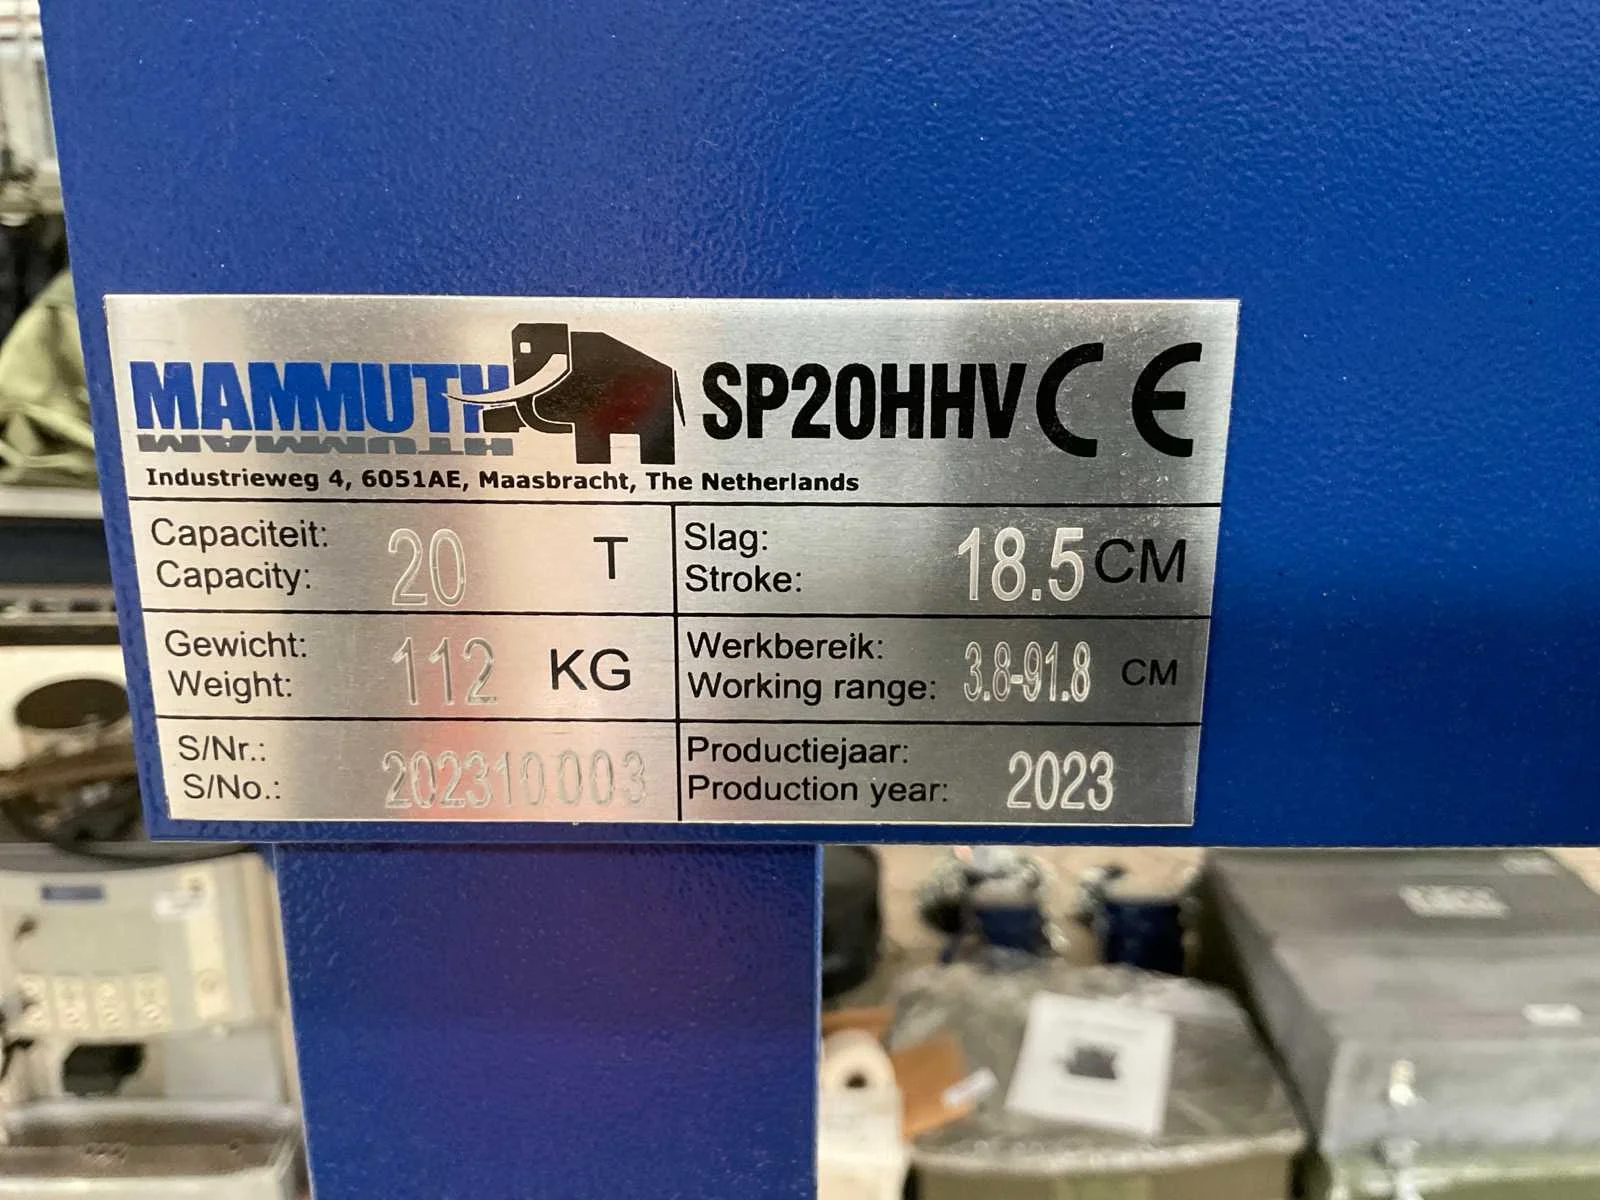 MAMMUTH SP20HHV CE
Industrieweg 4, 6051AE, Maasbracht, The Netherlands
Capaciteit:
Capacity: 20 T
Slag:
Stroke: 18.5 CM
Gewicht:
Weight: 112 KG
Werkbereik:
Working range: 3.8-91.8 CM
S/Nr.:
S/No.: 202310003
Productiejaar:
Production year: 2023